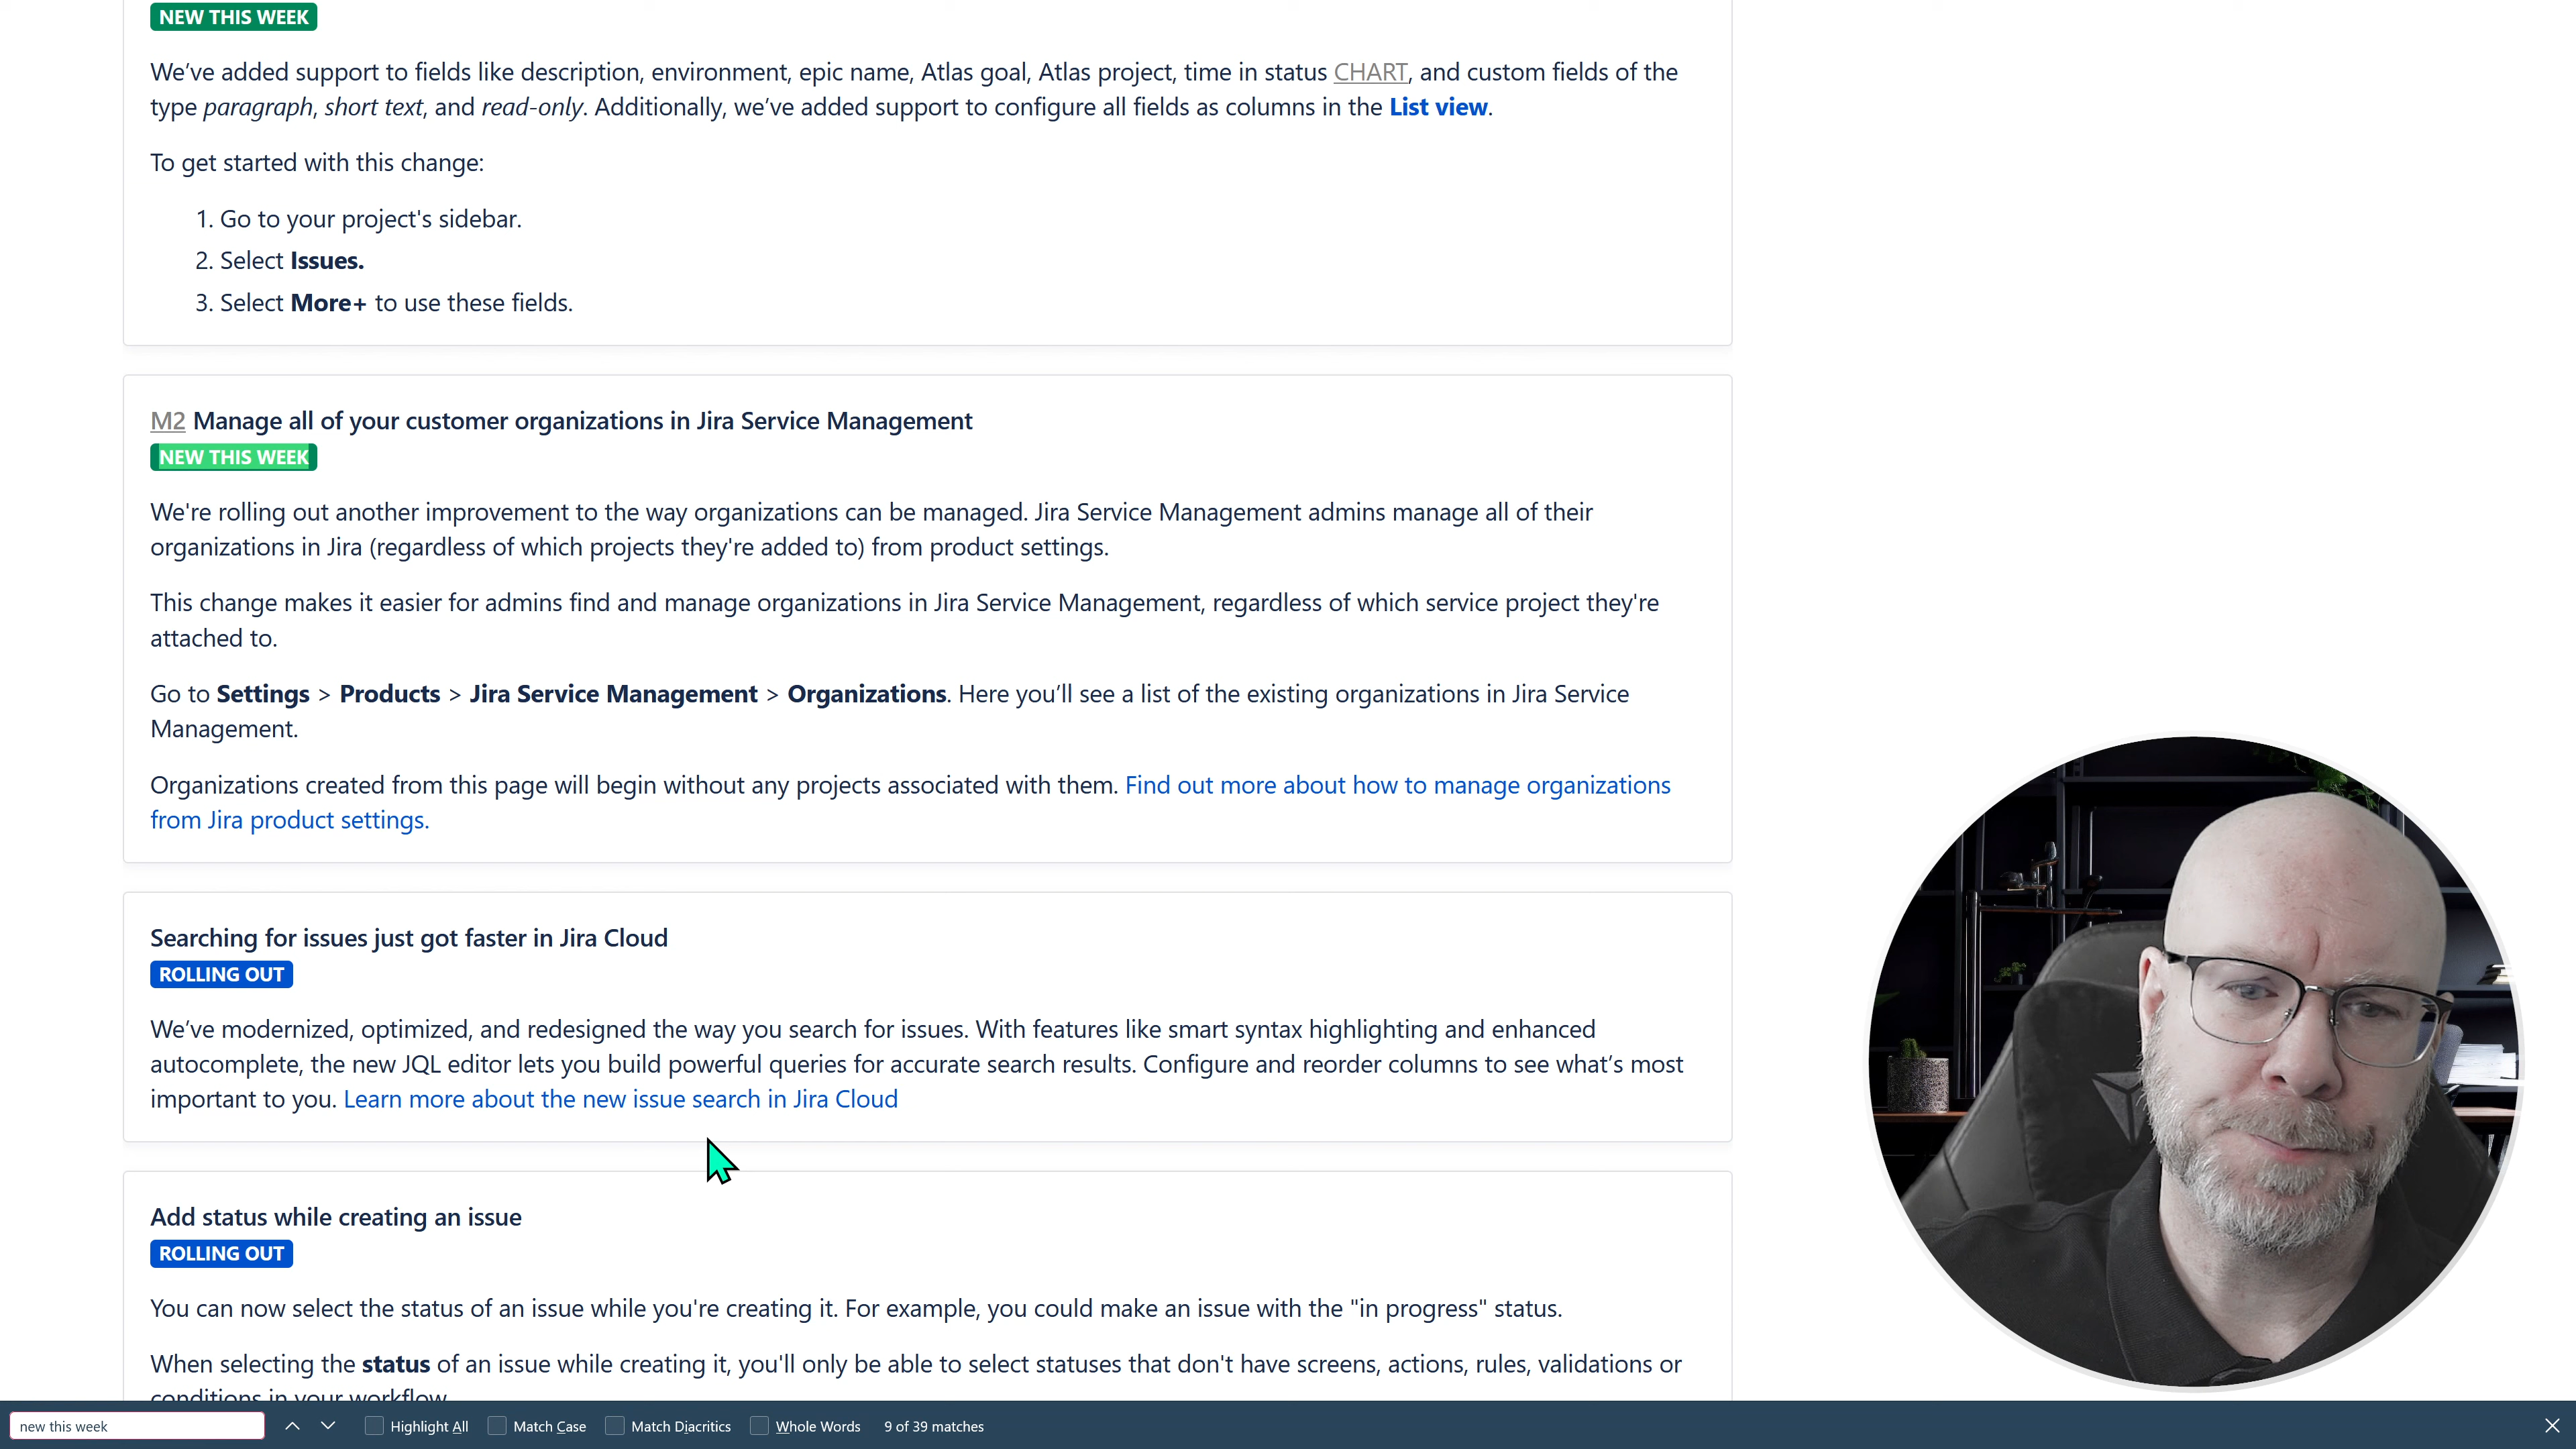 NEW THIS WEEK
We've added support to fields like description, environment, epic name, Atlas goal, Atlas project, time in status CHART, and custom fields of the
type paragraph, short text, and read-only. Additionally, we've added support to configure all fields as columns in the List view.
To get started with this change:
1. Go to your project's sidebar.
2. Select Issues.
3. Select More+ to use these fields.
M2 Manage all of your customer organizations in Jira Service Management
NEW THIS WEEK
We're rolling out another improvement to the way organizations can be managed. Jira Service Management admins manage all of their
organizations in Jira (regardless of which projects they're added to) from product settings.
This change makes it easier for admins find and manage organizations in Jira Service Management, regardless of which service project they're
attached to.
Go to Settings > Products > Jira Service Management > Organizations. Here you'll see a list of the existing organizations in Jira Service
Management.
Organizations created from this page will begin without any projects associated with them. Find out more about how to manage organizations
from Jira product settings.
Searching for issues just got faster in Jira Cloud
ROLLING OUT
We've modernized, optimized, and redesigned the way you search for issues. With features like smart syntax highlighting and enhanced
autocomplete, the new JQL editor lets you build powerful queries for accurate search results. Configure and reorder columns to see what's most
important to you. Learn more about the new issue search in Jira Cloud
Add status while creating an issue
ROLLING OUT
You can now select the status of an issue while you're creating it. For example, you could make an issue with the "in progress" status.
When selecting the status of an issue while creating it, you'll only be able to select statuses that don't have screens, actions, rules, validations or
conditions in your workflow
new this week Highlight All Match Case Match Diacritics Whole Words 9 of 39 matches